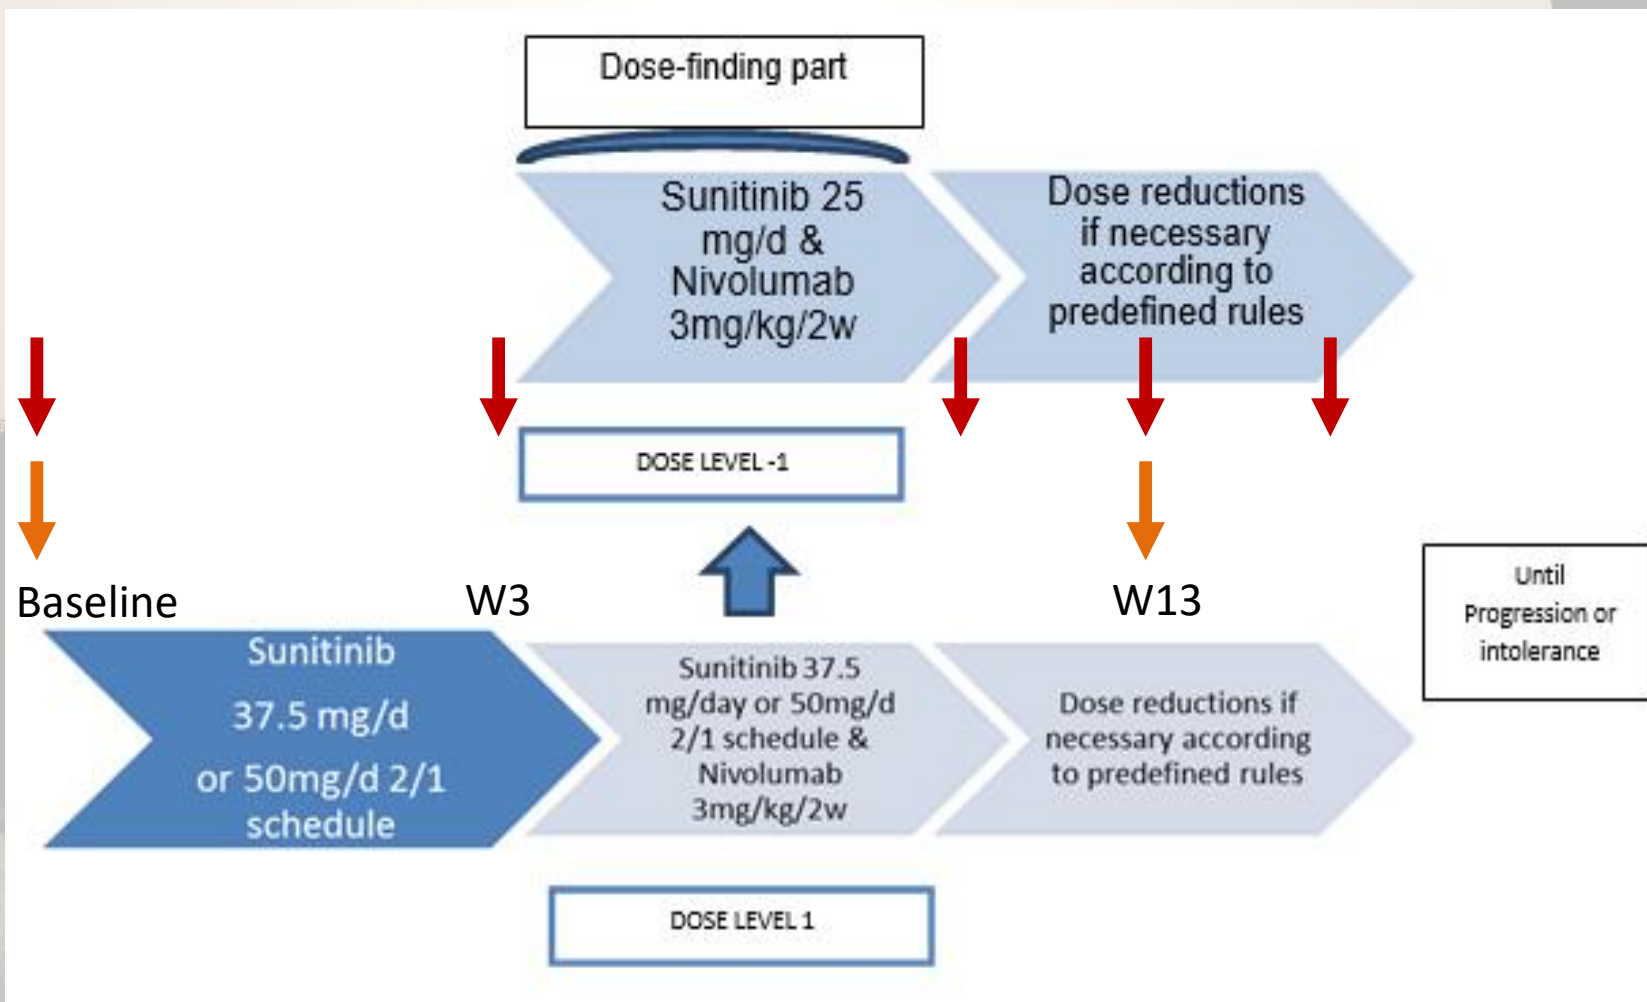 Dose-finding part
Sunitinib 25
mg/d &
Nivolumab
3mg/kg/2w
Dose reductions
if necessary
according to
predefined rules
DOSE LEVEL -1
Baseline
W3
W13
Until
Progression or
intolerance
Sunitinib
37.5 mg/d
or 50mg/d 2/1
schedule
Sunitinib 37.5
mg/day or 50mg/d
2/1 schedule &
Nivolumab
3mg/kg/2w
Dose reductions if
necessary according
to predefined rules
DOSE LEVEL 1